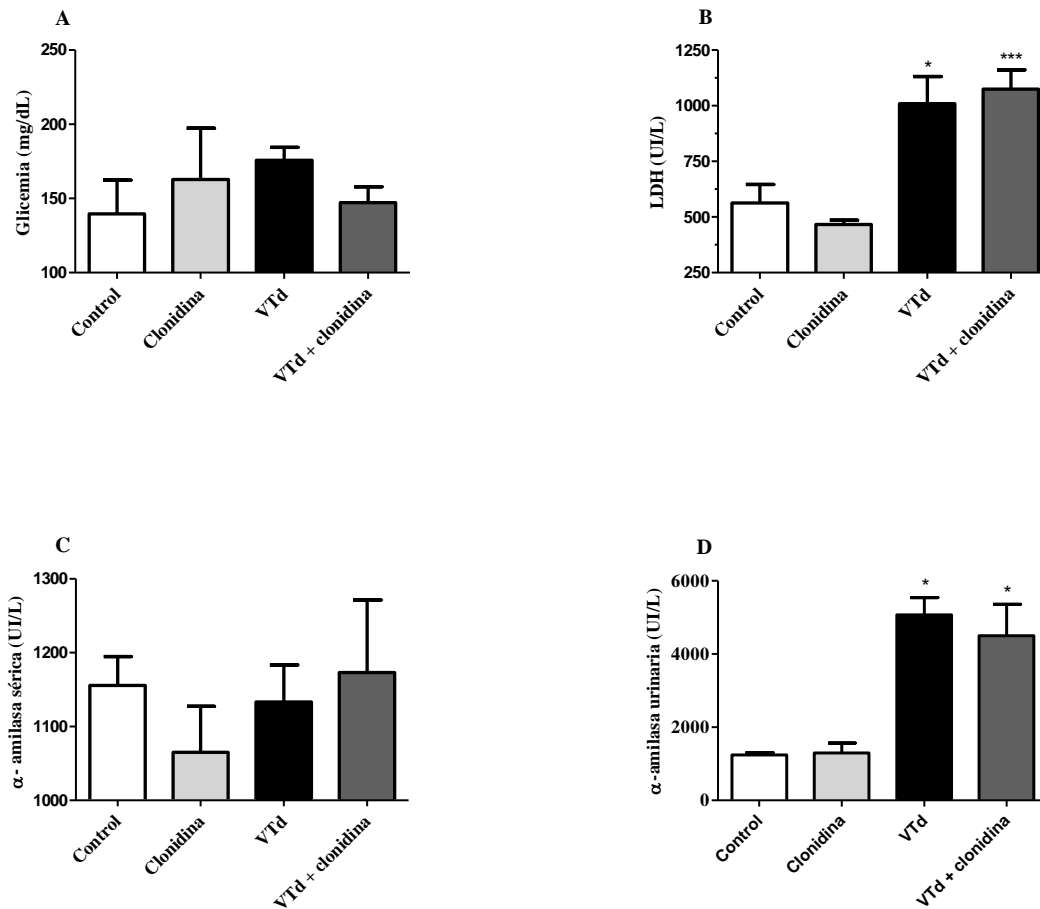 A
Glicemia (mg/dL)
250
200
150
100
Control
Clonidina
VTd
VTd + clonidina
B
LDH (UI/L)
1250
1000
750
500
250
*
***
Control
Clonidina
VTd
VTd + clonidina
C
α- amilasa sérica (UI/L)
1300
1200
1100
1000
Control
Clonidina
VTd
VTd + clonidina
D
α-amilasa urinaria (UI/L)
6000
4000
2000
0
*
*
Control
Clonidina
VTd
VTd + clonidina